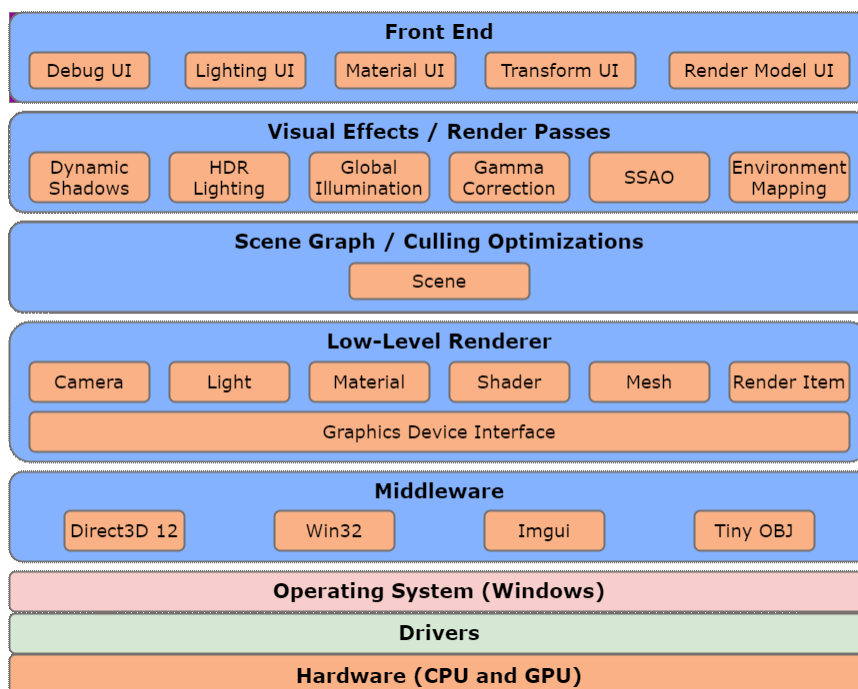 Front End
Debug UI
Lighting UI
Material UI
Transform UI
Render Model UI
Visual Effects / Render Passes
Dynamic
Shadows
HDR
Lighting
Global
Illumination
Gamma
Correction
SSAO
Environment
Mapping
Scene Graph / Culling Optimizations
Scene
Low-Level Renderer
Camera
Light
Material
Shader
Mesh
Render Item
Graphics Device Interface
Middleware
Direct3D 12
Win32
Imgui
Tiny OBJ
Operating System (Windows)
Drivers
Hardware (CPU and GPU)